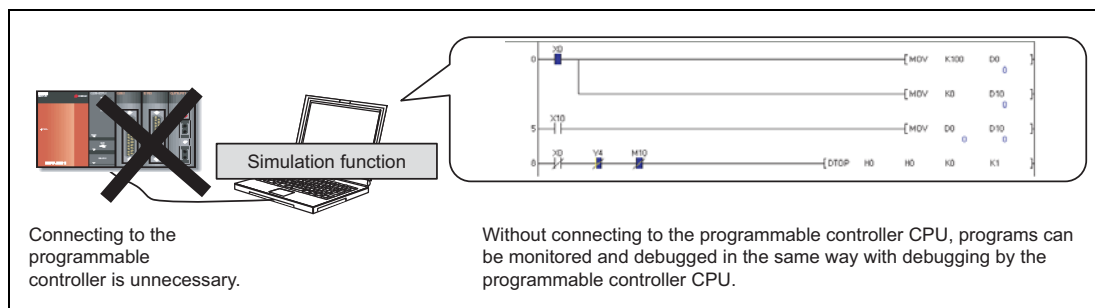 X0
0 [MOV K100 D0 ]
0
[MOV K0 D10 ]
0
X10
5 [MOV D0 D10 ]
0 0
X0 Y4 M10
8 [DTOP H0 H0 K0 K1 ]
Simulation function
Connecting to the
programmable
controller is unnecessary.
Without connecting to the programmable controller CPU, programs can
be monitored and debugged in the same way with debugging by the
programmable controller CPU.